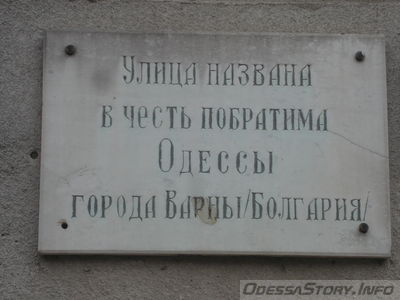 Улица названа
в честь побратима
Одессы
города Варны/Болгария/
OdessaStory.Info